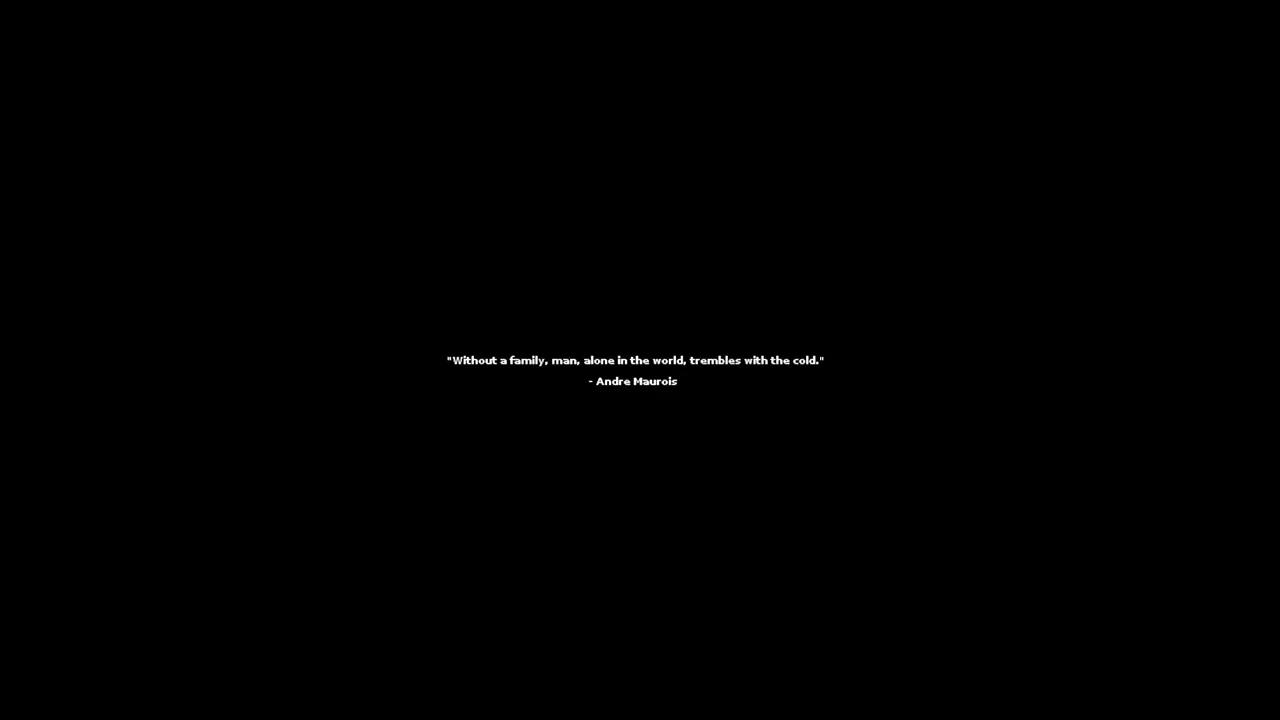 "Without a family, man, alone in the world, trembles with the cold."
- Andre Maurois